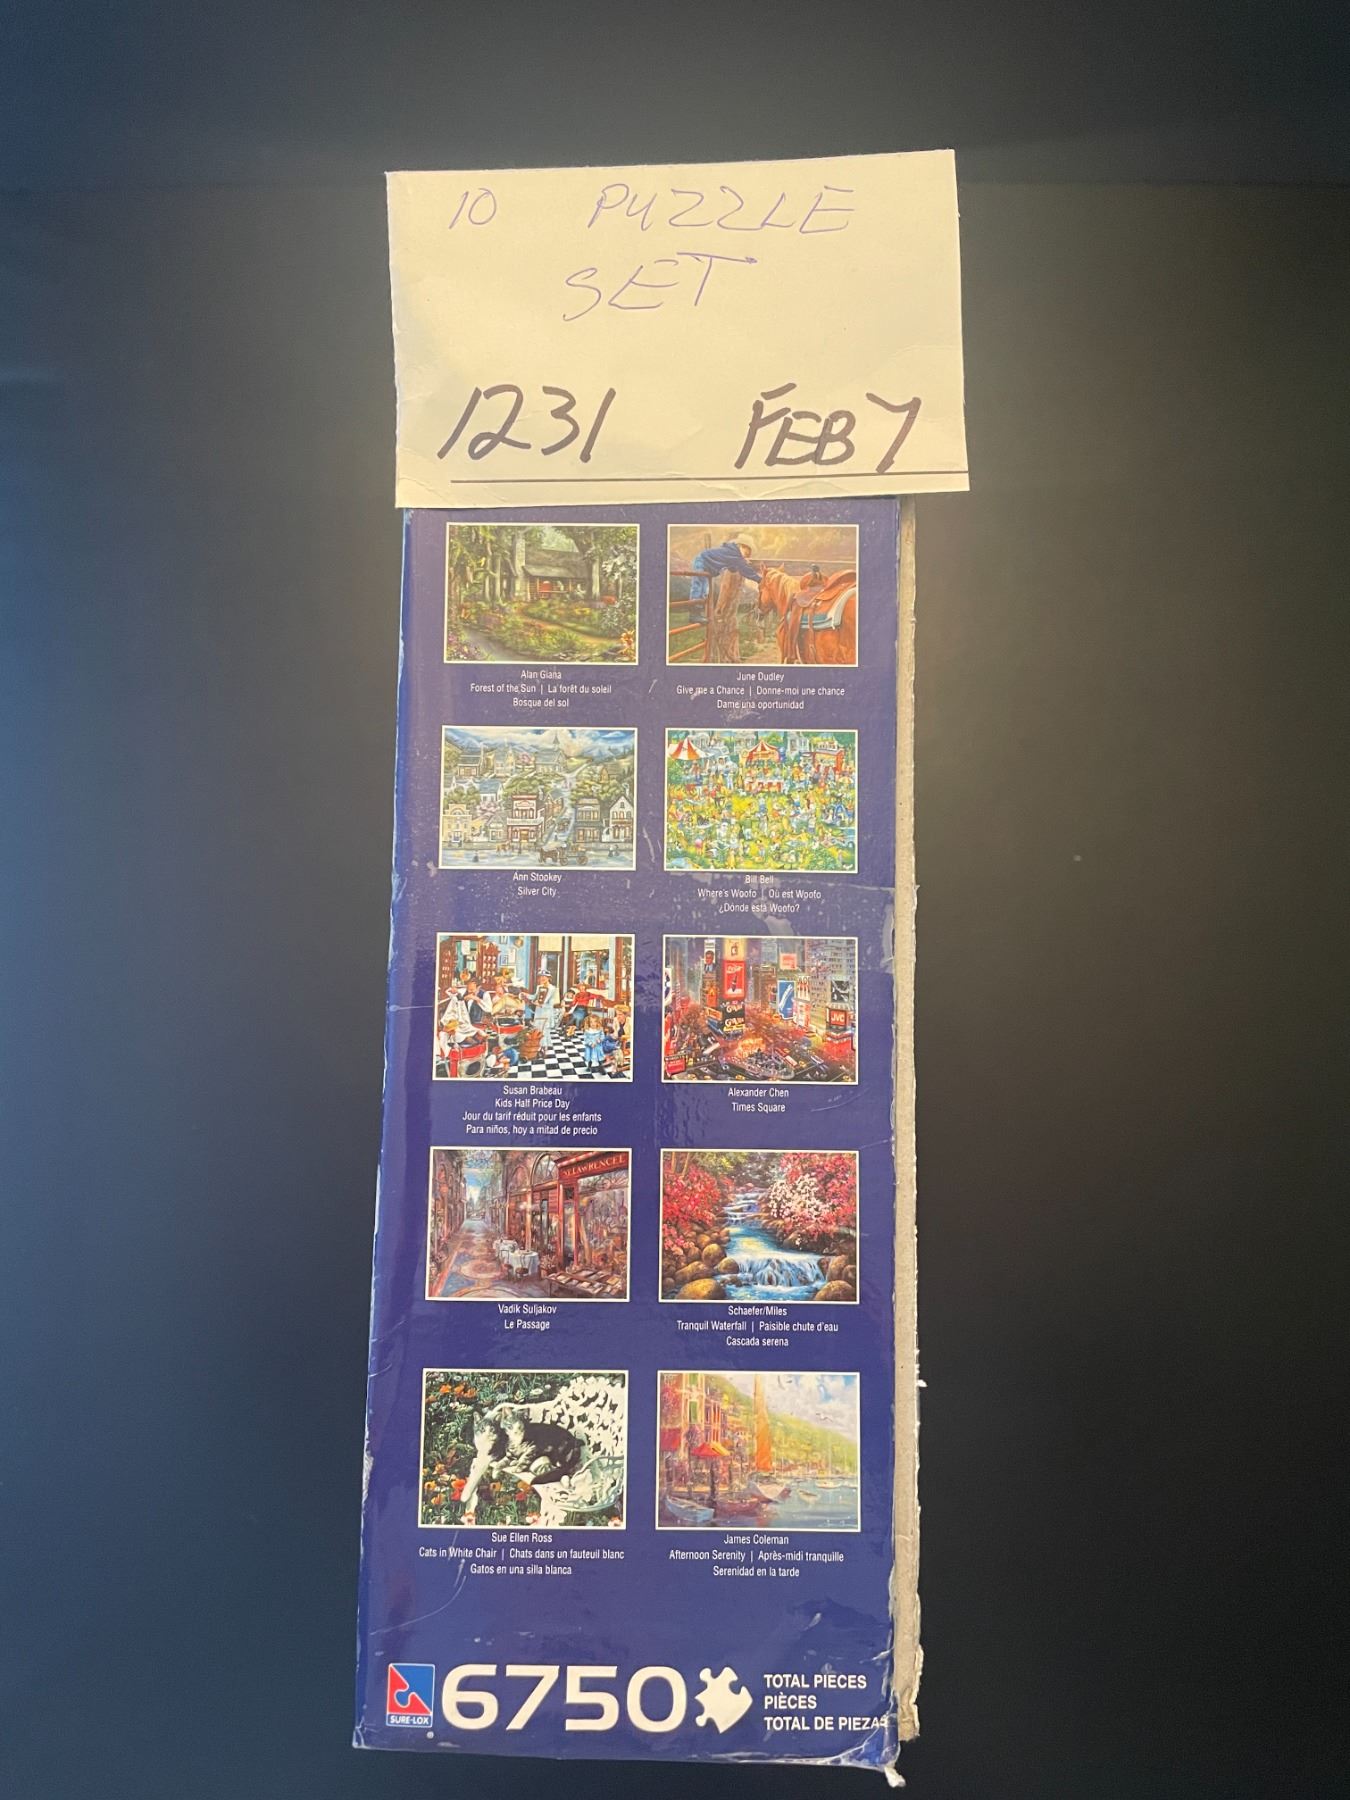 10 PUZZLE
SET
1231 FEB 7
Alan Giana
Forest of the Sun | La forêt du soleil
Bosque del sol
June Dudley
Give me a Chance | Donne-moi une chance
Dame una oportunidad
Ann Stookey
Silver City
Bill Bell
Where's Woofo | Où est Woofo
¿Dónde está Woofo?
Susan Brabeau
Kids Half Price Day
Jour du tarif réduit pour les enfants
Para niños, hoy a mitad de precio
JVC
Alexander Chen
Times Square
LAWRENCE
Vadik Suljakov
Le Passage
Schaefer/Miles
Tranquil Waterfall | Paisible chute d'eau
Cascada serena
Sue Ellen Ross
Cats in White Chair | Chats dans un fauteuil blanc
Gatos en una silla blanca
James Coleman
Afternoon Serenity | Après-midi tranquille
Serenidad en la tarde
SURE-LOX
6750
TOTAL PIECES
PIÈCES
TOTAL DE PIEZAS